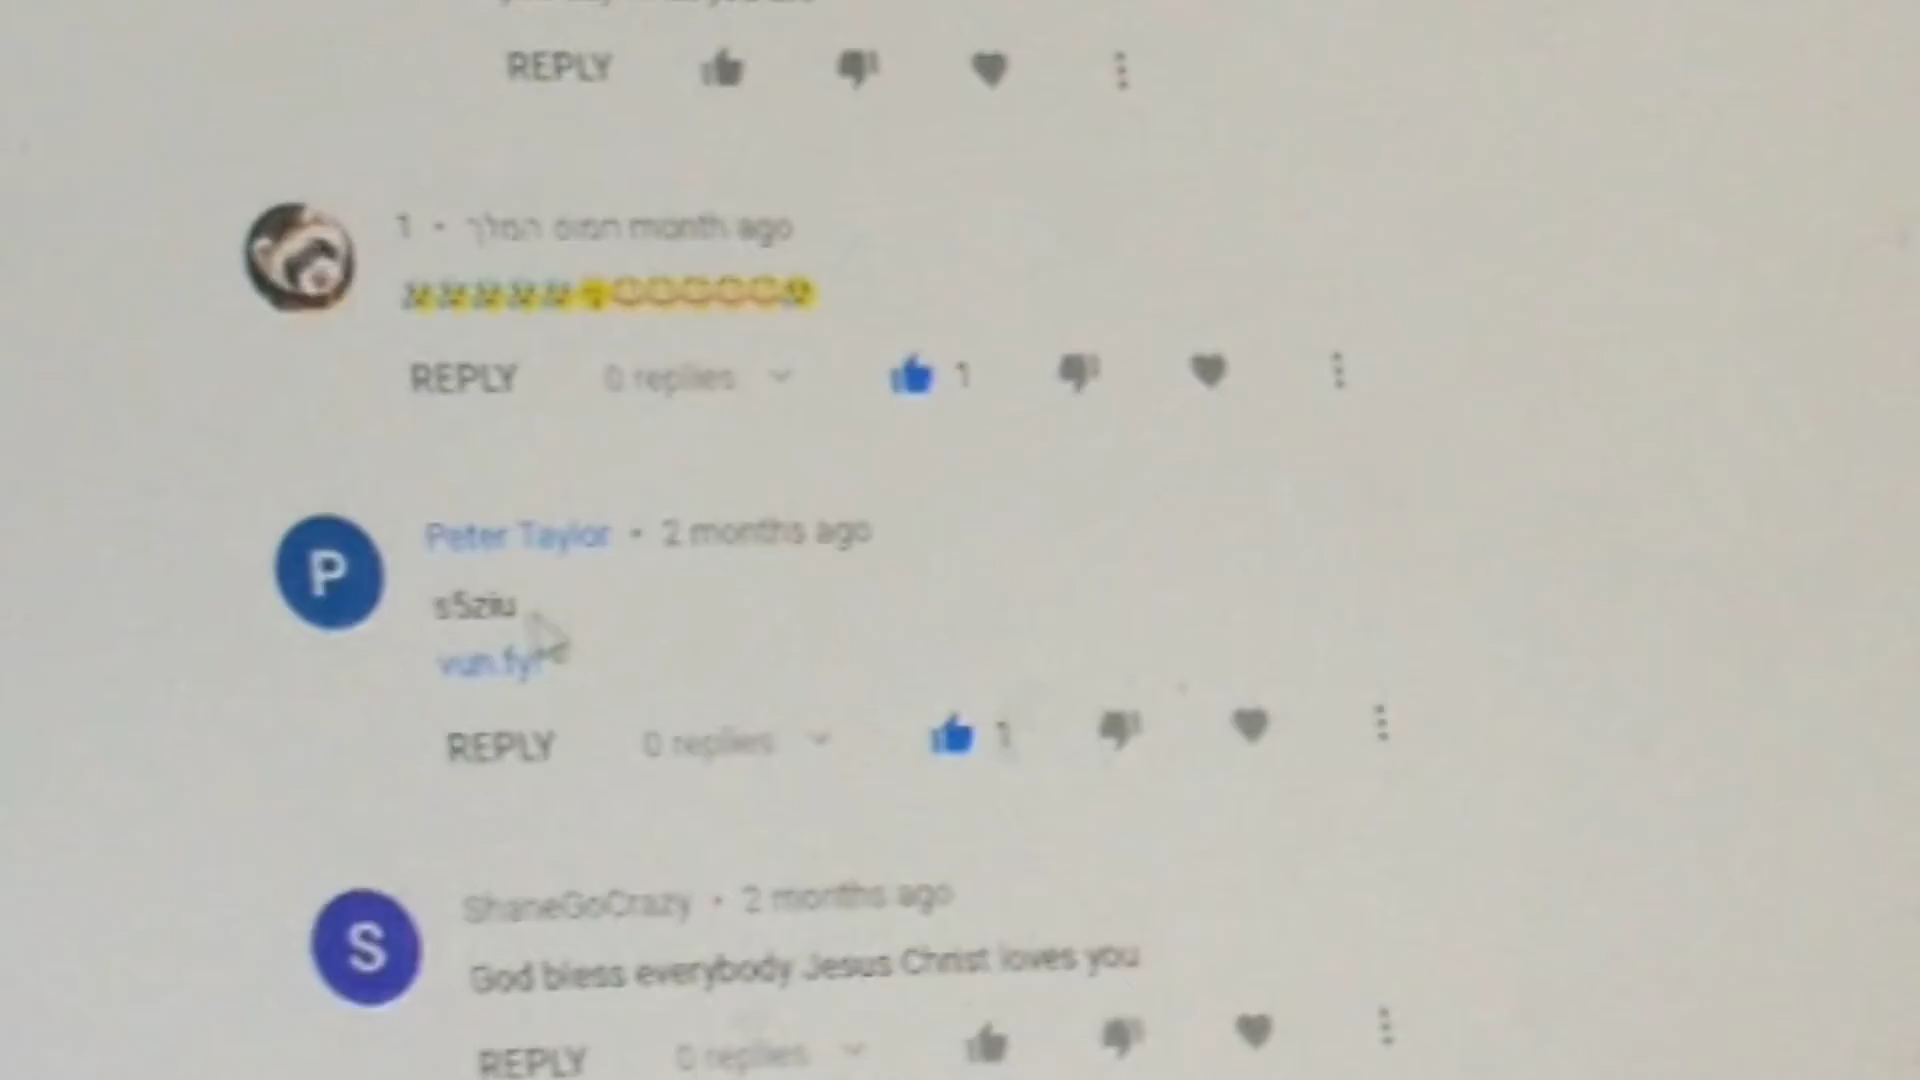 REPLY
1 • חמוס המלך month ago
REPLY 0 replies 1
P Peter Taylor • 2 months ago
s5ziu
vun.fyi
REPLY 0 replies 1
S ShaneGoCrazy • 2 months ago
God bless everybody Jesus Christ loves you
REPLY 0 replies